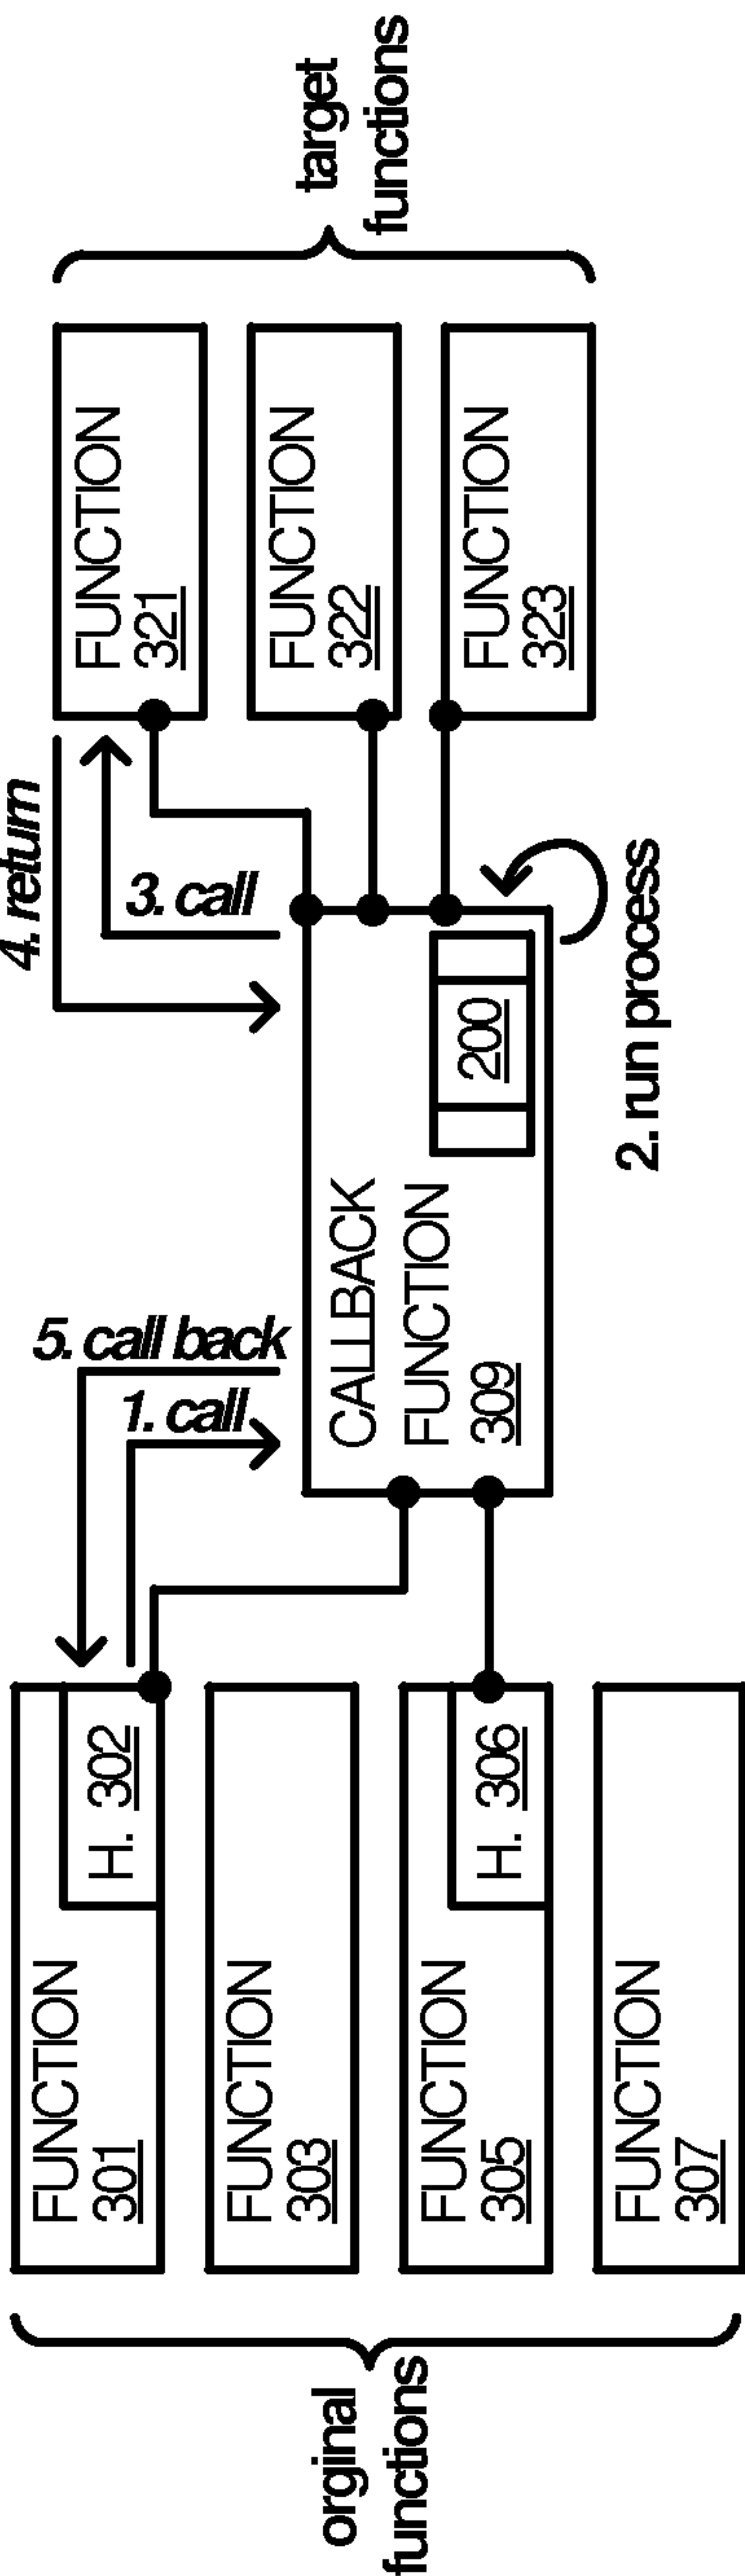 orginal
functions
FUNCTION
301
H. 302
FUNCTION
303
FUNCTION
305
H. 306
FUNCTION
307
5. call back
1. call
CALLBACK
FUNCTION
309
200
2. run process
4. return
3. call
FUNCTION
321
FUNCTION
322
FUNCTION
323
target
functions